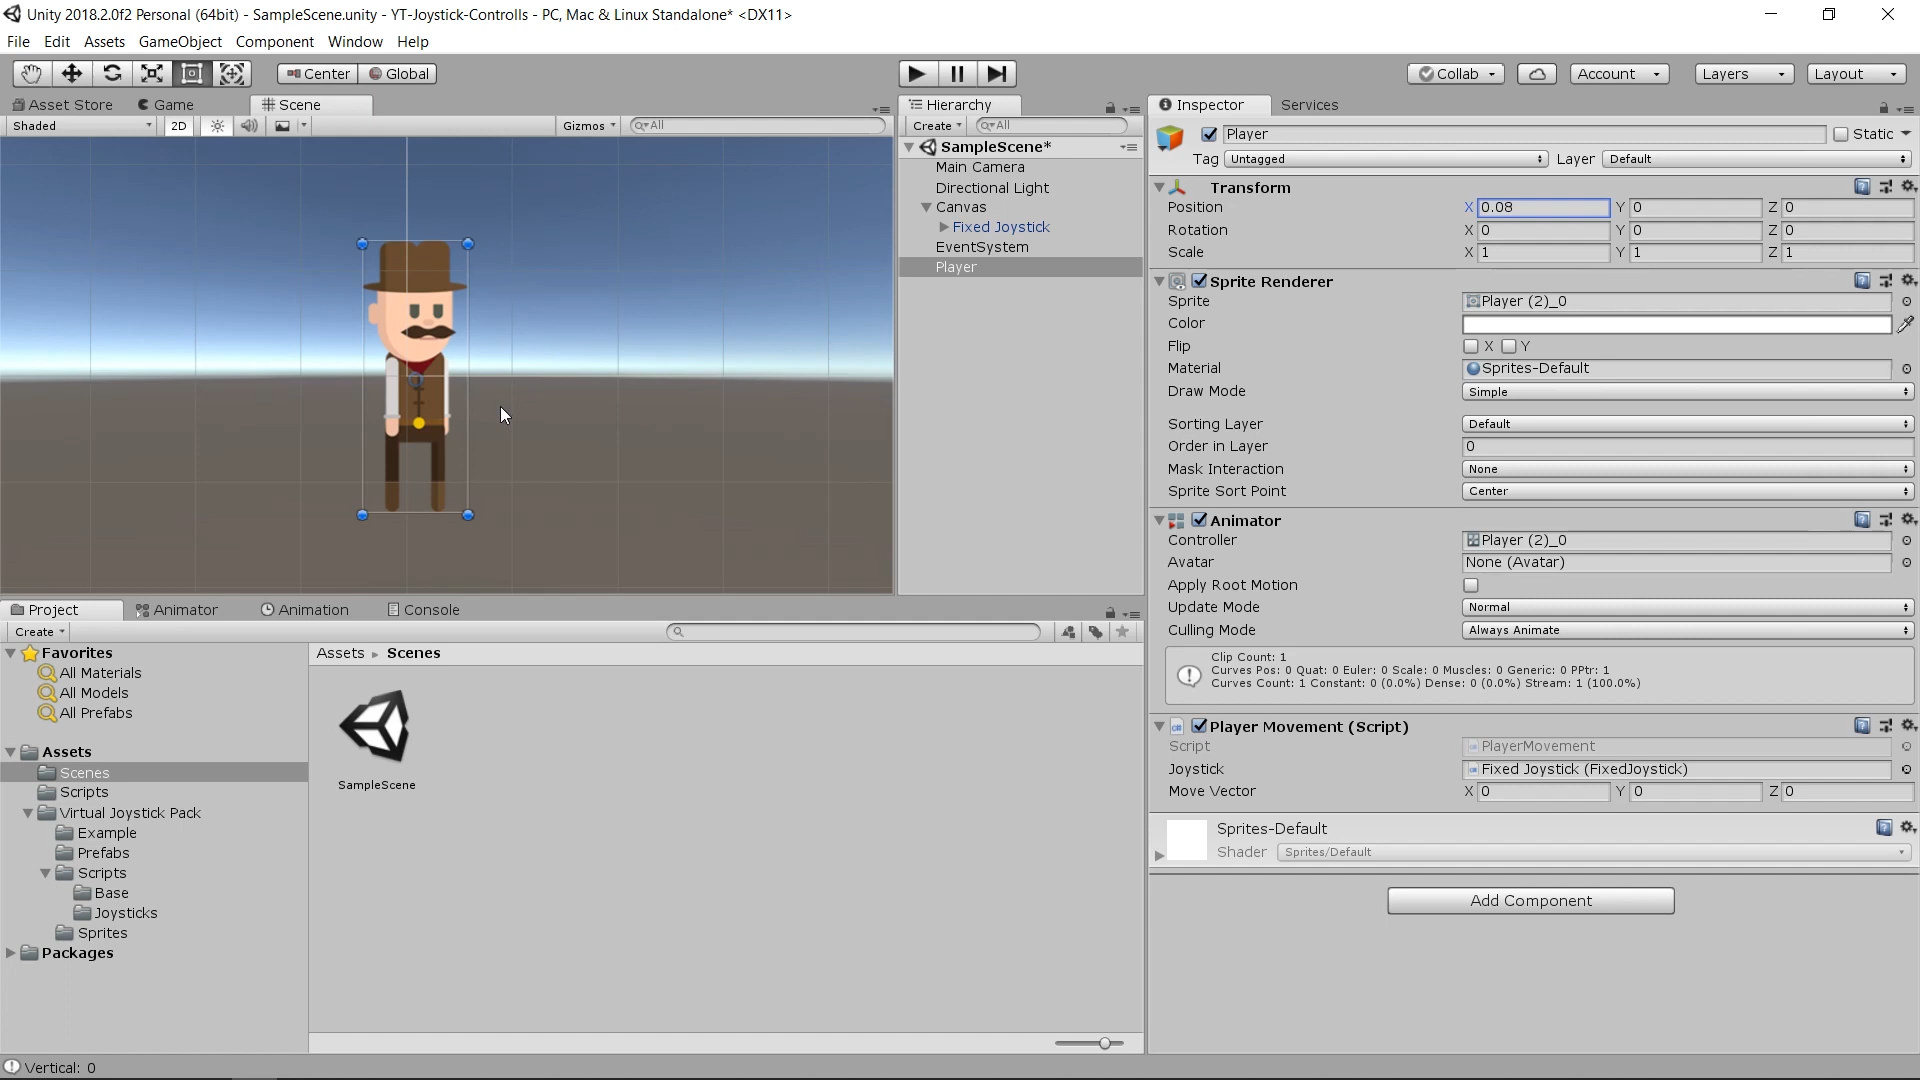 Unity 2018.2.0f2 Personal (64bit) - SampleScene.unity - YT-Joystick-Controlls - PC, Mac & Linux Standalone* <DX11>
File Edit Assets GameObject Component Window Help
Center Global
Collab Account Layers Layout
Asset Store Game Scene
Shaded 2D Gizmos All
Hierarchy
Create All
SampleScene*
Main Camera
Directional Light
Canvas
Fixed Joystick
EventSystem
Player
Inspector Services
Player Static
Tag Untagged Layer Default
Transform
Position X 0.08 Y 0 Z 0
Rotation X 0 Y 0 Z 0
Scale X 1 Y 1 Z 1
Sprite Renderer
Sprite Player (2)_0
Color
Flip X Y
Material Sprites-Default
Draw Mode Simple
Sorting Layer Default
Order in Layer 0
Mask Interaction None
Sprite Sort Point Center
Animator
Controller Player (2)_0
Avatar None (Avatar)
Apply Root Motion
Update Mode Normal
Culling Mode Always Animate
Clip Count: 1
Curves Pos: 0 Quat: 0 Euler: 0 Scale: 0 Muscles: 0 Generic: 0 PPtr: 1
Curves Count: 1 Constant: 0 (0.0%) Dense: 0 (0.0%) Stream: 1 (100.0%)
Player Movement (Script)
Script PlayerMovement
Joystick Fixed Joystick (FixedJoystick)
Move Vector X 0 Y 0 Z 0
Sprites-Default
Shader Sprites/Default
Add Component
Project Animator Animation Console
Create
Favorites
All Materials
All Models
All Prefabs
Assets
Scenes
Scripts
Virtual Joystick Pack
Example
Prefabs
Scripts
Base
Joysticks
Sprites
Packages
Assets Scenes
SampleScene
Vertical: 0